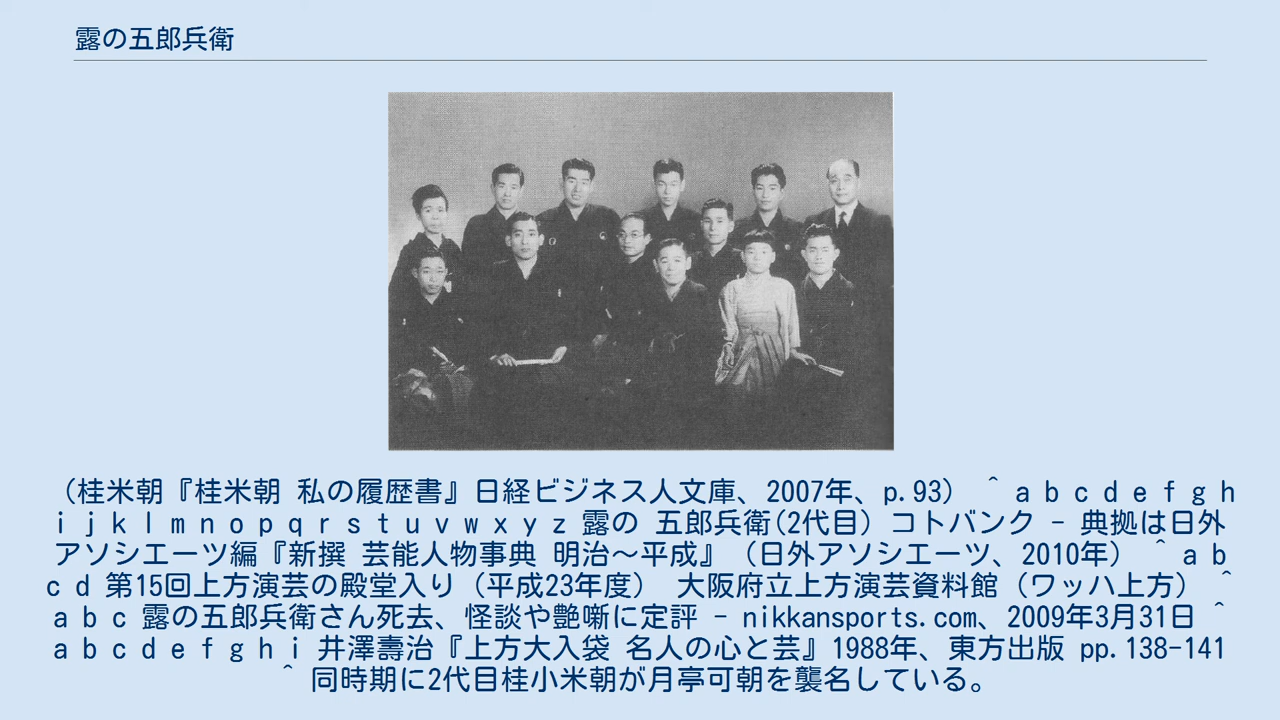 露の五郎兵衛
(桂米朝『桂米朝 私の履歴書』日経ビジネス人文庫、2007年、p.93) ^ a b c d e f g h
i j k l m n o p q r s t u v w x y z 露の 五郎兵衛(2代目) コトバンク - 典拠は日外
アソシエーツ編『新撰 芸能人物事典 明治〜平成』 (日外アソシエーツ、2010年) ^ a b
c d 第15回上方演芸の殿堂入り (平成23年度) 大阪府立上方演芸資料館 (ワッハ上方) ^
a b c 露の五郎兵衛さん死去、怪談や艶噺に定評 - nikkansports.com、2009年3月31日 ^
a b c d e f g h i 井澤壽治『上方大入袋 名人の心と芸』1988年、東方出版 pp.138-141
^ 同時期に2代目桂小米朝が月亭可朝を襲名している。